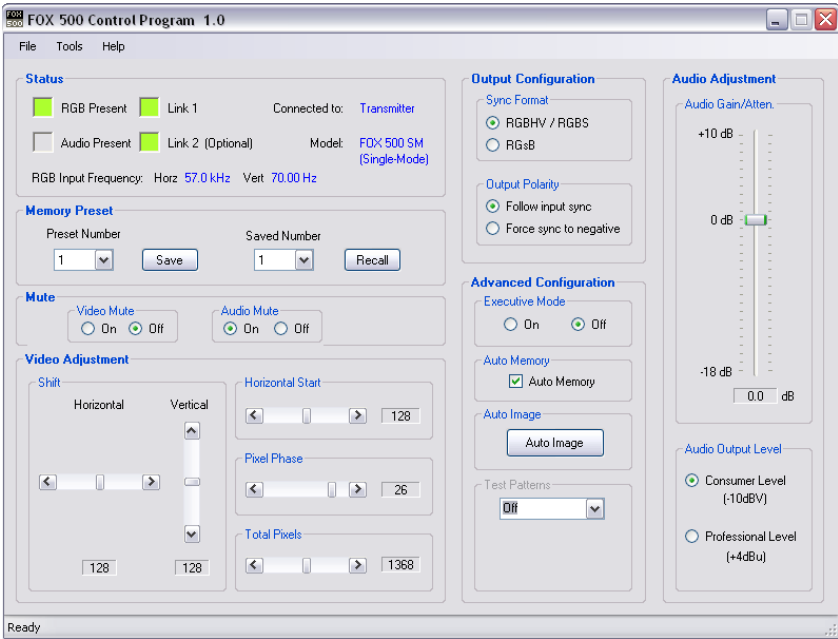 FOX 500 Control Program 1.0
File Tools Help
Status
RGB Present Link 1 Connected to: Transmitter
Audio Present Link 2 (Optional) Model: FOX 500 SM
(Single-Mode)
RGB Input Frequency: Horz 57.0 kHz Vert 70.00 Hz
Memory Preset
Preset Number Saved Number
1 Save 1 Recall
Mute
Video Mute Audio Mute
On Off On Off
Video Adjustment
Shift
Horizontal Vertical
128 128
Horizontal Start
128
Pixel Phase
26
Total Pixels
1368
Output Configuration
Sync Format
RGBHV / RGBS
RGsB
Output Polarity
Follow input sync
Force sync to negative
Advanced Configuration
Executive Mode
On Off
Auto Memory
Auto Memory
Auto Image
Auto Image
Test Patterns
Off
Audio Adjustment
Audio Gain/Atten.
+10 dB
0 dB
-18 dB
0.0 dB
Audio Output Level
Consumer Level
(-10dBV)
Professional Level
(+4dBu)
Ready